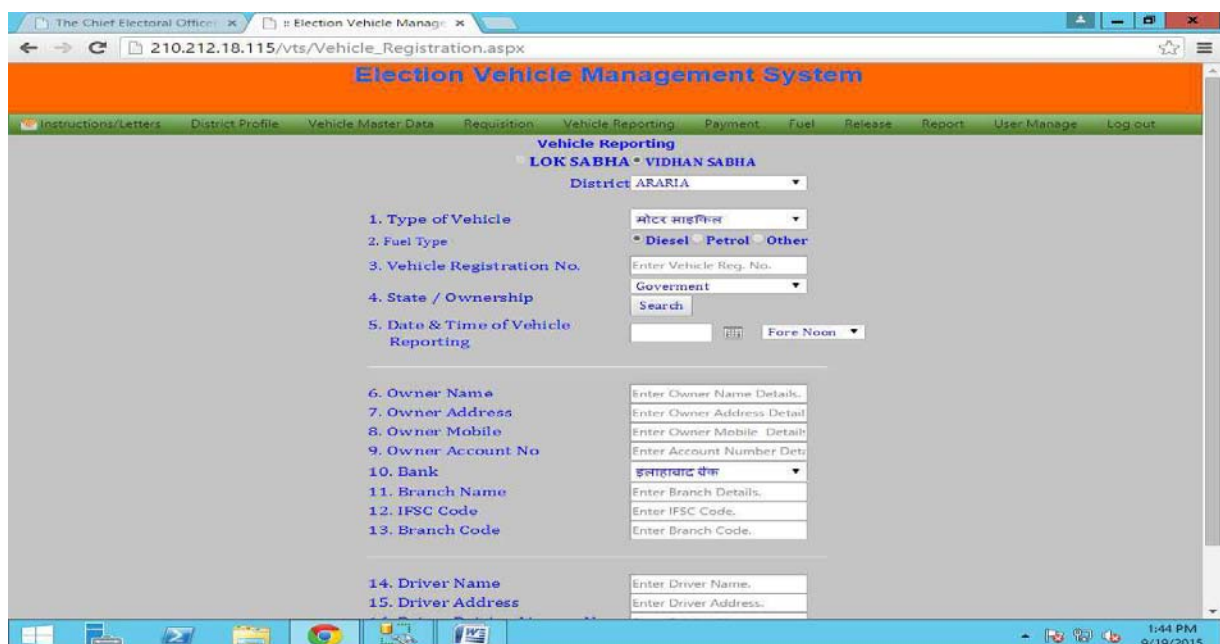 The Chief Electoral Officer
:: Election Vehicle Manage
210.212.18.115/vts/Vehicle_Registration.aspx
Election Vehicle Management System
Instructions/Letters District Profile Vehicle Master Data Requisition Vehicle Reporting Payment Fuel Release Report User Manage Log out
Vehicle Reporting
LOK SABHA VIDHAN SABHA
District ARARIA
1. Type of Vehicle मोटर साइकिल
2. Fuel Type Diesel Petrol Other
3. Vehicle Registration No. Enter Vehicle Reg. No.
4. State / Ownership Goverment
Search
5. Date & Time of Vehicle Reporting Fore Noon
6. Owner Name Enter Owner Name Details.
7. Owner Address Enter Owner Address Detail
8. Owner Mobile Enter Owner Mobile Details
9. Owner Account No Enter Account Number Deta
10. Bank इलाहाबाद बैंक
11. Branch Name Enter Branch Details.
12. IFSC Code Enter IFSC Code.
13. Branch Code Enter Branch Code.
14. Driver Name Enter Driver Name.
15. Driver Address Enter Driver Address.
1:44 PM
9/19/2015